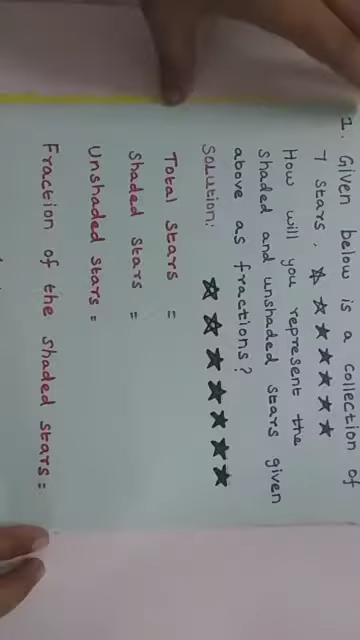 1. Given below is a collection of
7 stars. ☆ ★ ★ ★ ★ ★ ★
How will you represent the
shaded and unshaded stars given
above as fractions?
Solution: ☆ ☆ ★ ★ ★ ★ ★
Total stars =
Shaded stars =
Unshaded stars =
Fraction of the shaded stars =